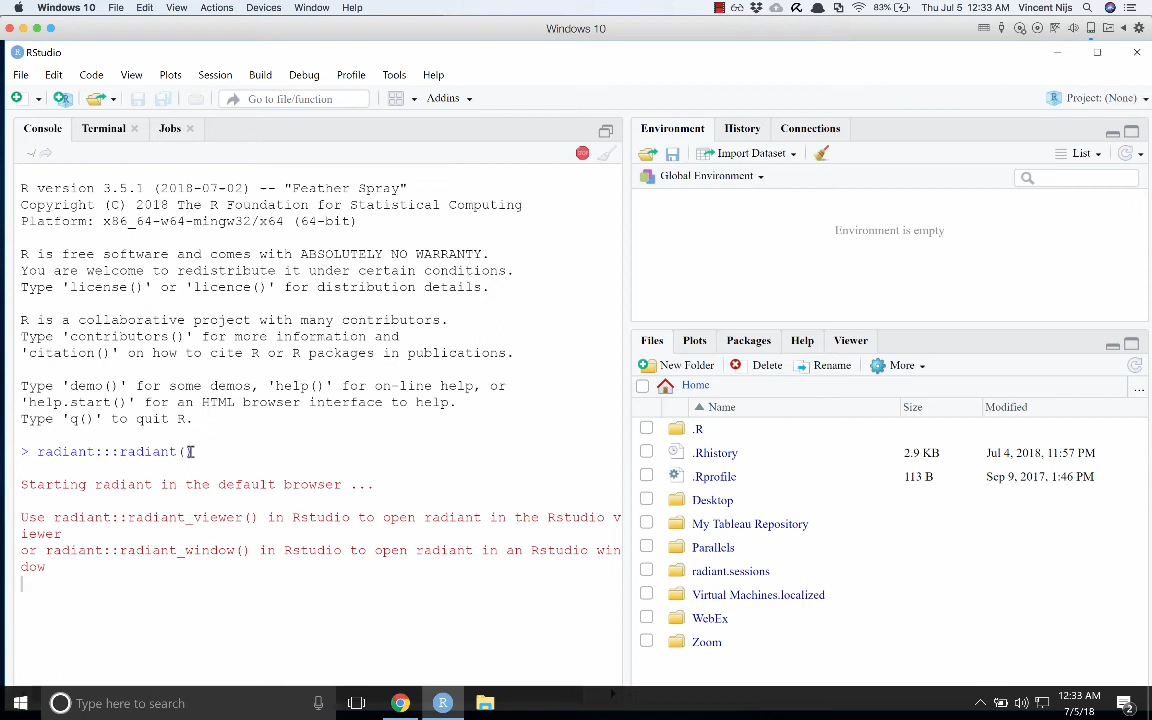 Windows 10 File Edit View Actions Devices Window Help 83% Thu Jul 5 12:33 AM Vincent Nijs
Windows 10
RStudio
File Edit Code View Plots Session Build Debug Profile Tools Help
Go to file/function Addins Project: (None)
Console Terminal Jobs
R version 3.5.1 (2018-07-02) -- "Feather Spray"
Copyright (C) 2018 The R Foundation for Statistical Computing
Platform: x86_64-w64-mingw32/x64 (64-bit)
R is free software and comes with ABSOLUTELY NO WARRANTY.
You are welcome to redistribute it under certain conditions.
Type 'license()' or 'licence()' for distribution details.
R is a collaborative project with many contributors.
Type 'contributors()' for more information and
'citation()' on how to cite R or R packages in publications.
Type 'demo()' for some demos, 'help()' for on-line help, or
'help.start()' for an HTML browser interface to help.
Type 'q()' to quit R.
> radiant:::radiant()
Starting radiant in the default browser ...
Use radiant::radiant_viewer() in Rstudio to open radiant in the Rstudio v
iewer
or radiant::radiant_window() in Rstudio to open radiant in an Rstudio win
dow
STOP
Environment History Connections
Import Dataset List
Global Environment
Environment is empty
Files Plots Packages Help Viewer
New Folder Delete Rename More
Home ...
Name Size Modified
.R
.Rhistory 2.9 KB Jul 4, 2018, 11:57 PM
.Rprofile 113 B Sep 9, 2017, 1:46 PM
Desktop
My Tableau Repository
Parallels
radiant.sessions
Virtual Machines.localized
WebEx
Zoom
Type here to search
12:33 AM
7/5/18
2